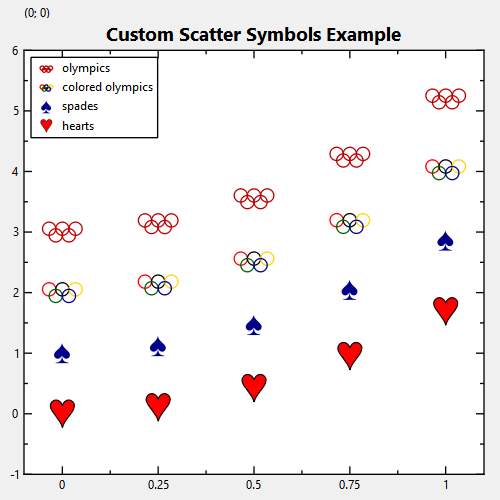 (0; 0)
Custom Scatter Symbols Example
olympics
colored olympics
spades
hearts
6
5
4
3
2
1
0
-1
0 0.25 0.5 0.75 1